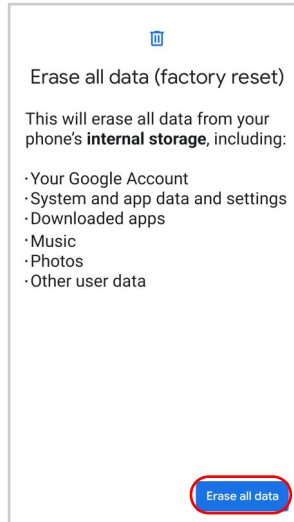 Erase all data (factory reset)
This will erase all data from your
phone's internal storage, including:
·Your Google Account
·System and app data and settings
·Downloaded apps
·Music
·Photos
·Other user data
Erase all data